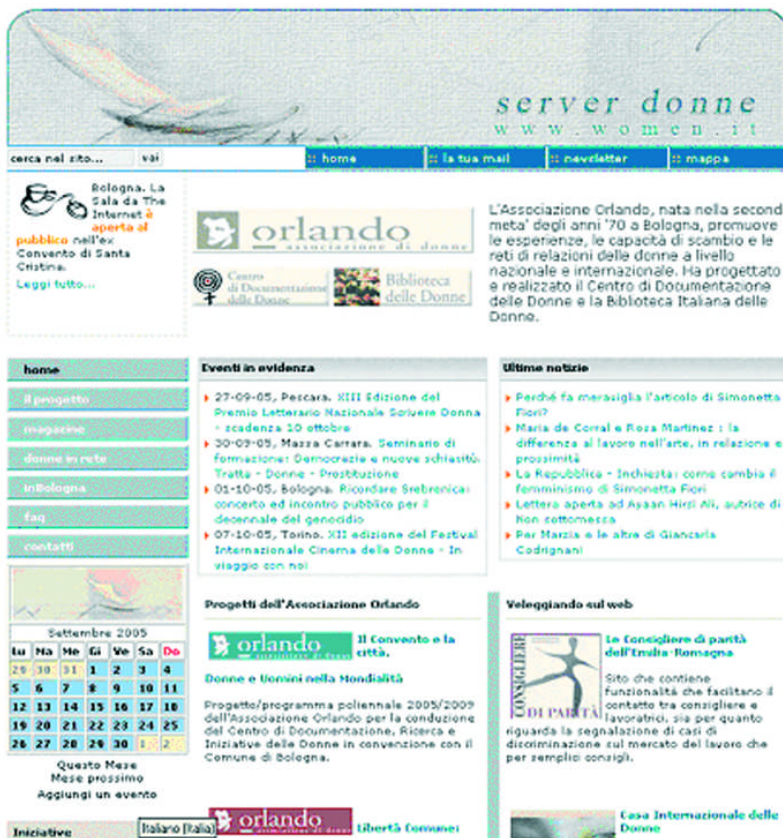 server donne
www.women.it
cerca nel sito...
vai
:: home
:: la tua mail
:: newsletter
:: mappa
Bologna. La
Sala da The
Internet è
aperta al
pubblico nell'ex
Convento di Santa
Cristina.
Leggi tutto...
orlando
associazione di donne
Centro
di Documentazione
delle Donne
Biblioteca
delle Donne
L'Associazione Orlando, nata nella second
meta' degli anni '70 a Bologna, promuove
le esperienze, le capacità di scambio e le
reti di relazioni delle donne a livello
nazionale e internazionale. Ha progettato
e realizzato il Centro di Documentazione
delle Donne e la Biblioteca Italiana delle
Donne.
home
il progetto
magazine
donne in rete
inBologna
faq
contatti
Settembre 2005
Lu Ma Me Gi Ve Sa Do
29 30 31 1 2 3 4
5 6 7 8 9 10 11
12 13 14 15 16 17 18
19 20 21 22 23 24 25
26 27 28 29 30 1 2
Questo Mese
Mese prossimo
Aggiungi un evento
Iniziative
Italiano (Italia)
Eventi in evidenza
27-09-05, Pescara. XIII Edizione del
Premio Letterario Nazionale Scivere Donna
- scadenza 10 ottobre
30-09-05, Massa Carrara. Seminario di
formazione: Democrazia e nuove schiavitù.
Tratta - Donne - Prostituzione
01-10-05, Bologna. Ricordare Srebrenica:
concerto ed incontro pubblico per il
decennale del genocidio
07-10-05, Torino. XII edizione del Festival
Internazionale Cinema delle Donne - In
viaggio con noi
Ultime notizie
Perché fa meraviglia l'articolo di Simonetta
Fiori?
Maria de Corral e Rosa Martinez : la
differenza al lavoro nell'arte, in relazione e
prossimità
La Repubblica - Inchiesta: come cambia il
femminismo di Simonetta Fiori
Lettera aperta ad Ayaan Hirsi Ali, autrice di
Non sottomessa
Per Marzia e le altre di Giancarla
Codrignani
Progetti dell'Associazione Orlando
orlando
Il Convento e la
città.
Donne e Uomini nella Mondialità
Progetto/programma poliennale 2005/2009
dell'Associazione Orlando per la conduzione
del Centro di Documentazione, Ricerca e
Iniziative delle Donne in convenzione con il
Comune di Bologna.
orlando
Libertà Comune:
Veleggiando sul web
CONSIGLIERE
DI PARITÀ
Le Consigliere di parità
dell'Emilia-Romagna
Sito che contiene
funzionalità che facilitano il
contatto tra consigliere e
lavoratrici, sia per quanto
riguarda la segnalazione di casi di
discriminazione sul mercato del lavoro che
per semplici consigli.
Casa Internazionale delle
Donne